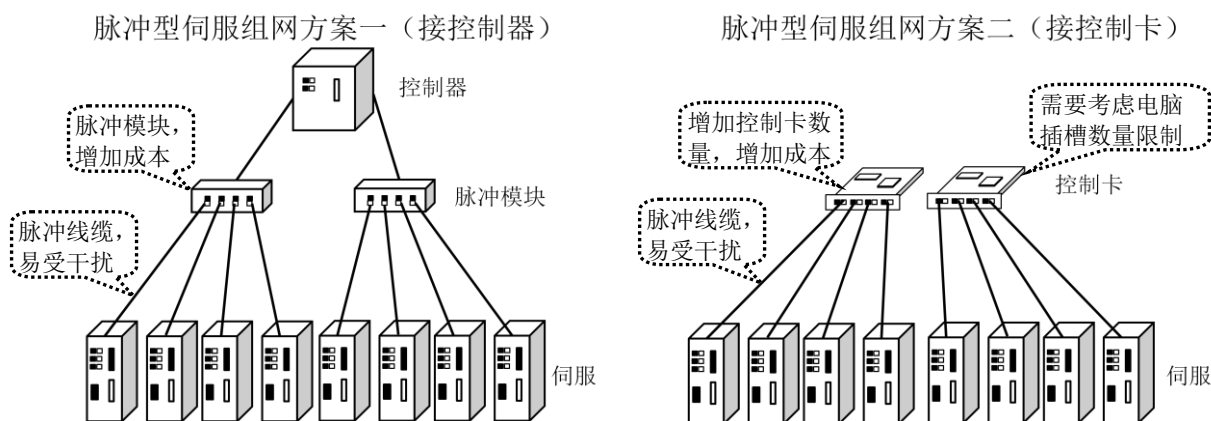 脉冲型伺服组网方案一（接控制器）
控制器
脉冲模块，
增加成本
脉冲模块
脉冲线缆，
易受干扰
伺服
脉冲型伺服组网方案二（接控制卡）
增加控制卡数
量，增加成本
需要考虑电脑
插槽数量限制
控制卡
脉冲线缆，
易受干扰
伺服